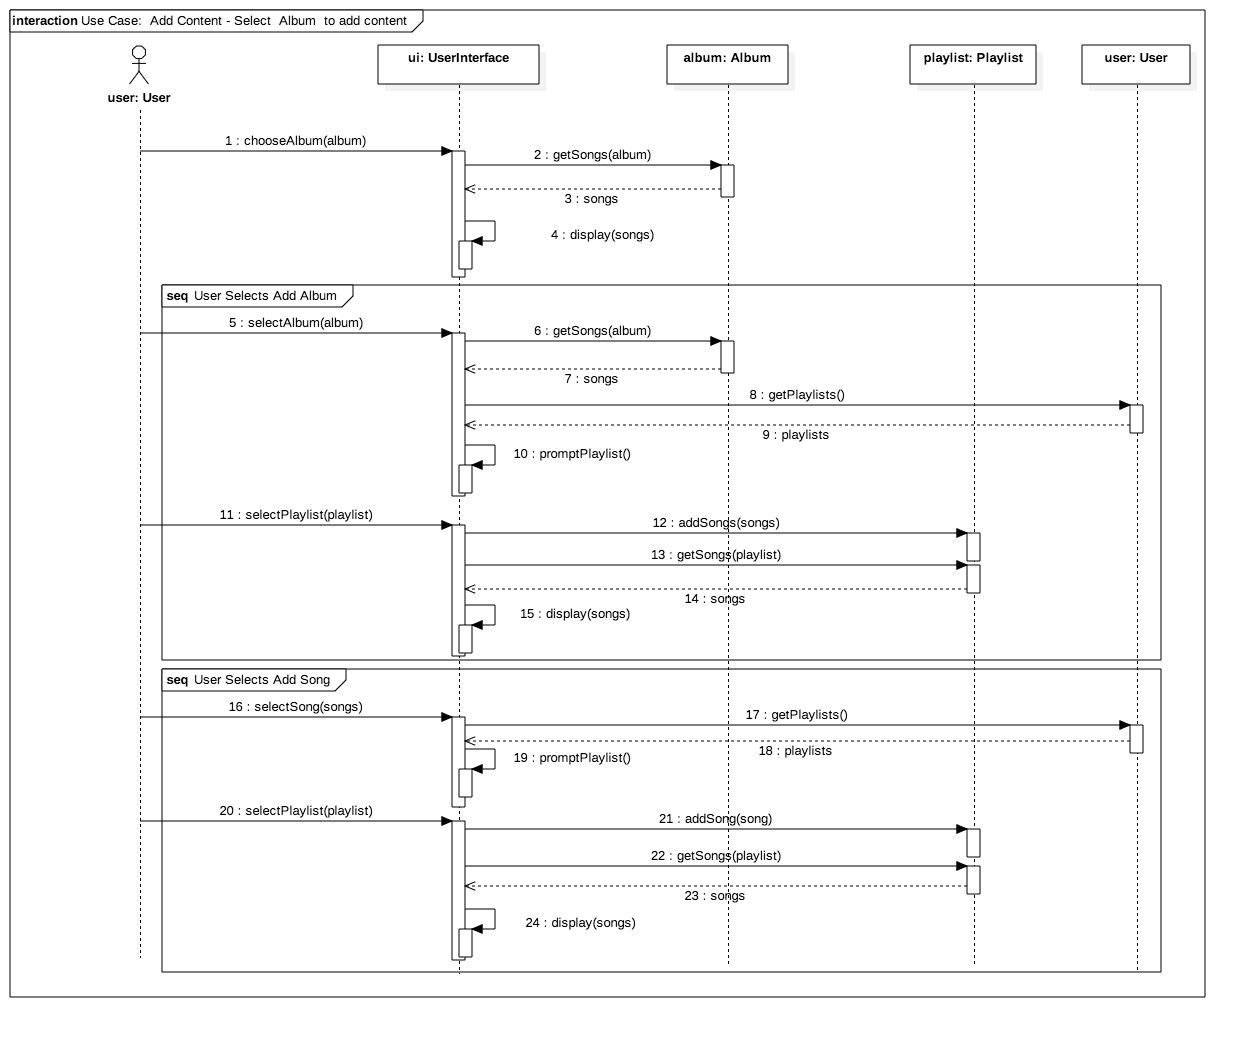 interaction Use Case: Add Content - Select Album to add content
user: User
ui: UserInterface
album: Album
playlist: Playlist
user: User
1 : chooseAlbum(album)
2 : getSongs(album)
3 : songs
4 : display(songs)
seq User Selects Add Album
5 : selectAlbum(album)
6 : getSongs(album)
7 : songs
8 : getPlaylists()
9 : playlists
10 : promptPlaylist()
11 : selectPlaylist(playlist)
12 : addSongs(songs)
13 : getSongs(playlist)
14 : songs
15 : display(songs)
seq User Selects Add Song
16 : selectSong(songs)
17 : getPlaylists()
18 : playlists
19 : promptPlaylist()
20 : selectPlaylist(playlist)
21 : addSong(song)
22 : getSongs(playlist)
23 : songs
24 : display(songs)